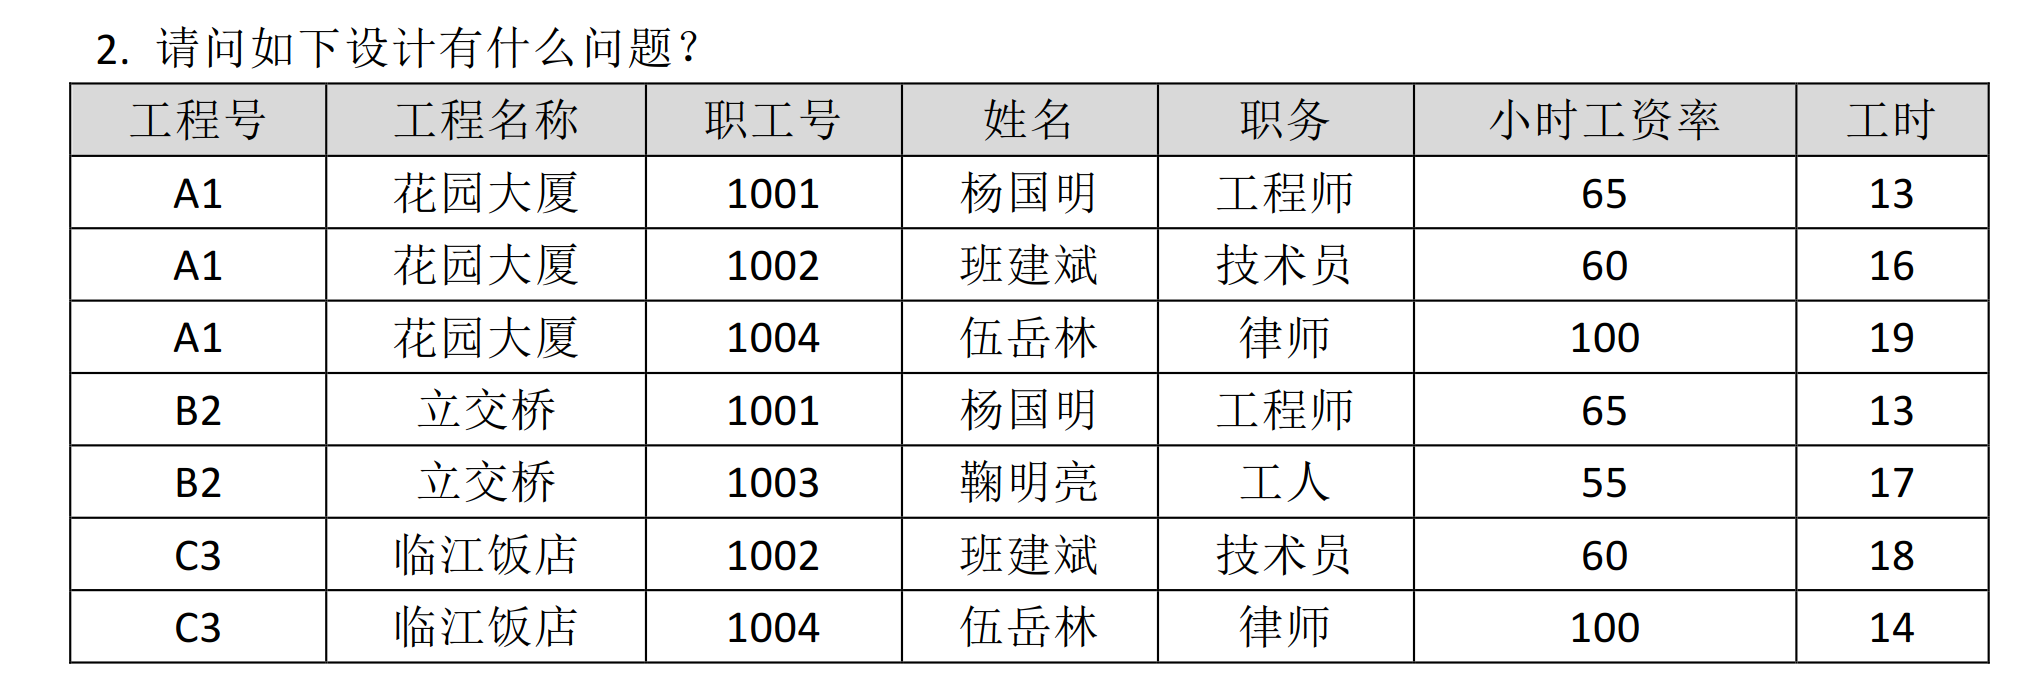 2. 请问如下设计有什么问题？
工程号 工程名称 职工号 姓名 职务 小时工资率 工时
A1 花园大厦 1001 杨国明 工程师 65 13
A1 花园大厦 1002 班建斌 技术员 60 16
A1 花园大厦 1004 伍岳林 律师 100 19
B2 立交桥 1001 杨国明 工程师 65 13
B2 立交桥 1003 鞠明亮 工人 55 17
C3 临江饭店 1002 班建斌 技术员 60 18
C3 临江饭店 1004 伍岳林 律师 100 14